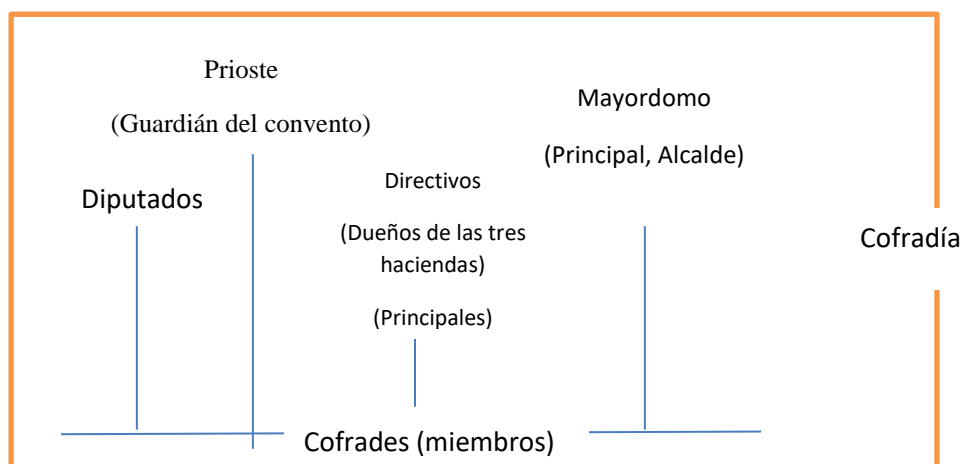 Prioste
(Guardián del convento)
Mayordomo
(Principal, Alcalde)
Diputados
Directivos
(Dueños de las tres
haciendas)
(Principales)
Cofradía
Cofrades (miembros)